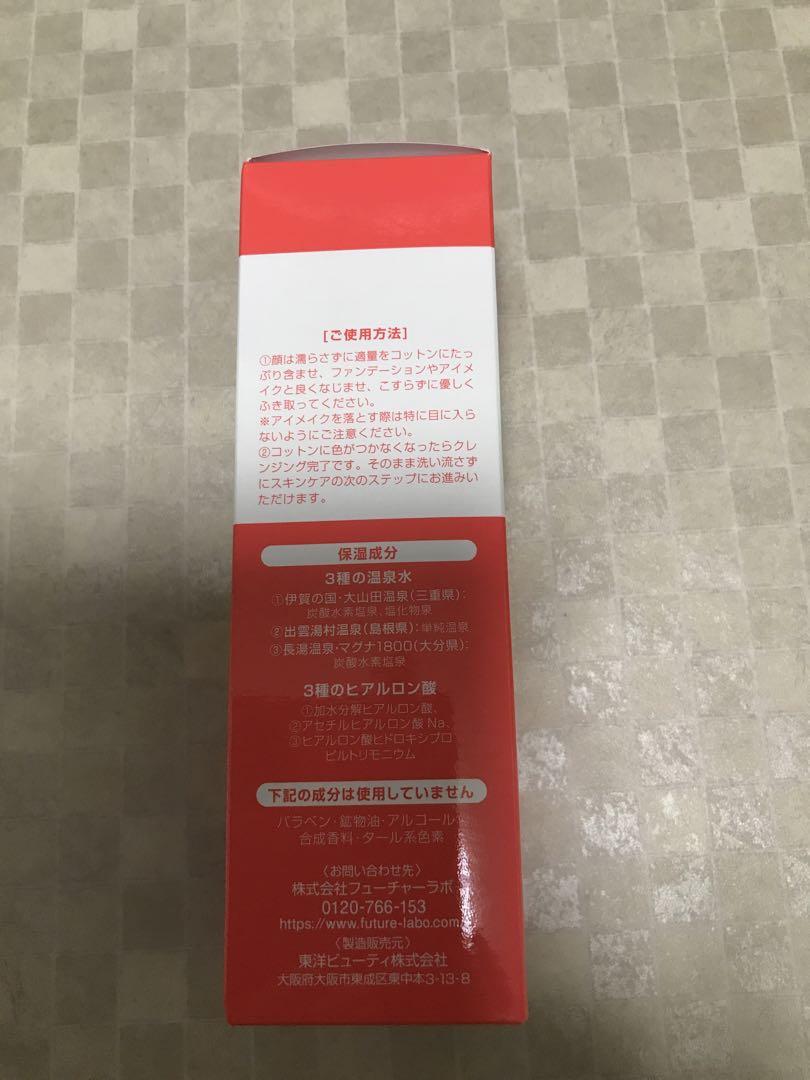 [ご使用方法]
①顔は濡らさずに適量をコットンにたっ
ぷり含ませ、ファンデーションやアイメ
イクと良くなじませ、こすらずに優しく
ふき取ってください。
※アイメイクを落とす際は特に目に入ら
ないようにご注意ください。
②コットンに色がつかなくなったらクレ
ンジング完了です。そのまま洗い流さず
にスキンケアの次のステップにお進みい
ただけます。
保湿成分
3種の温泉水
①伊賀の国・大山田温泉(三重県):
炭酸水素塩泉、塩化物泉
②出雲湯村温泉(島根県):単純温泉
③長湯温泉・マグナ1800(大分県):
炭酸水素塩泉
3種のヒアルロン酸
①加水分解ヒアルロン酸、
②アセチルヒアルロン酸Na、
③ヒアルロン酸ヒドロキシプロ
ピルトリモニウム
下記の成分は使用していません
パラベン・鉱物油・アルコール・
合成香料・タール系色素
〈お問い合わせ先〉
株式会社フューチャーラボ
0120-766-153
https://www.future-labo.com/
〈製造販売元〉
東洋ビューティ株式会社
大阪府大阪市東成区東中本3-13-8